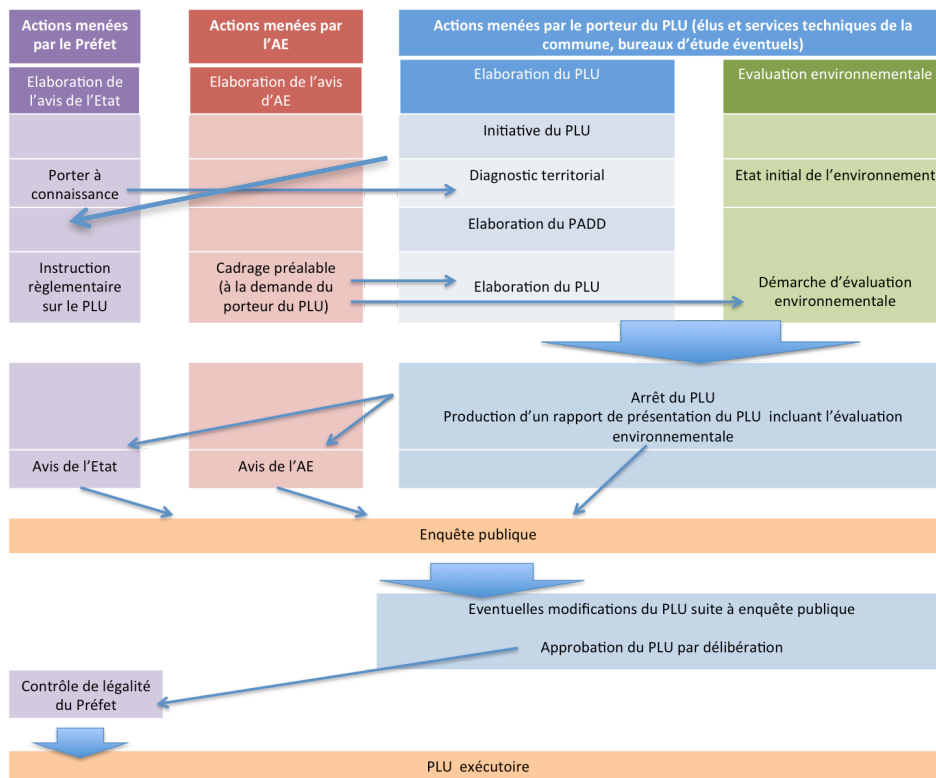 Actions menées
par le Préfet
Actions menées par
l'AE
Actions menées par le porteur du PLU (élus et services techniques de la
commune, bureaux d'étude éventuels)
Elaboration de
l'avis de l'Etat
Elaboration de l'avis
d'AE
Elaboration du PLU
Evaluation environnementale
Initiative du PLU
Porter à
connaissance
Diagnostic territorial
Etat initial de l'environnement
Elaboration du PADD
Instruction
règlementaire
sur le PLU
Cadrage préalable
(à la demande du
porteur du PLU)
Elaboration du PLU
Démarche d'évaluation
environnementale
Arrêt du PLU
Production d'un rapport de présentation du PLU incluant l'évaluation
environnementale
Avis de l'Etat
Avis de l'AE
Enquête publique
Eventuelles modifications du PLU suite à enquête publique
Approbation du PLU par délibération
Contrôle de légalité
du Préfet
PLU exécutoire